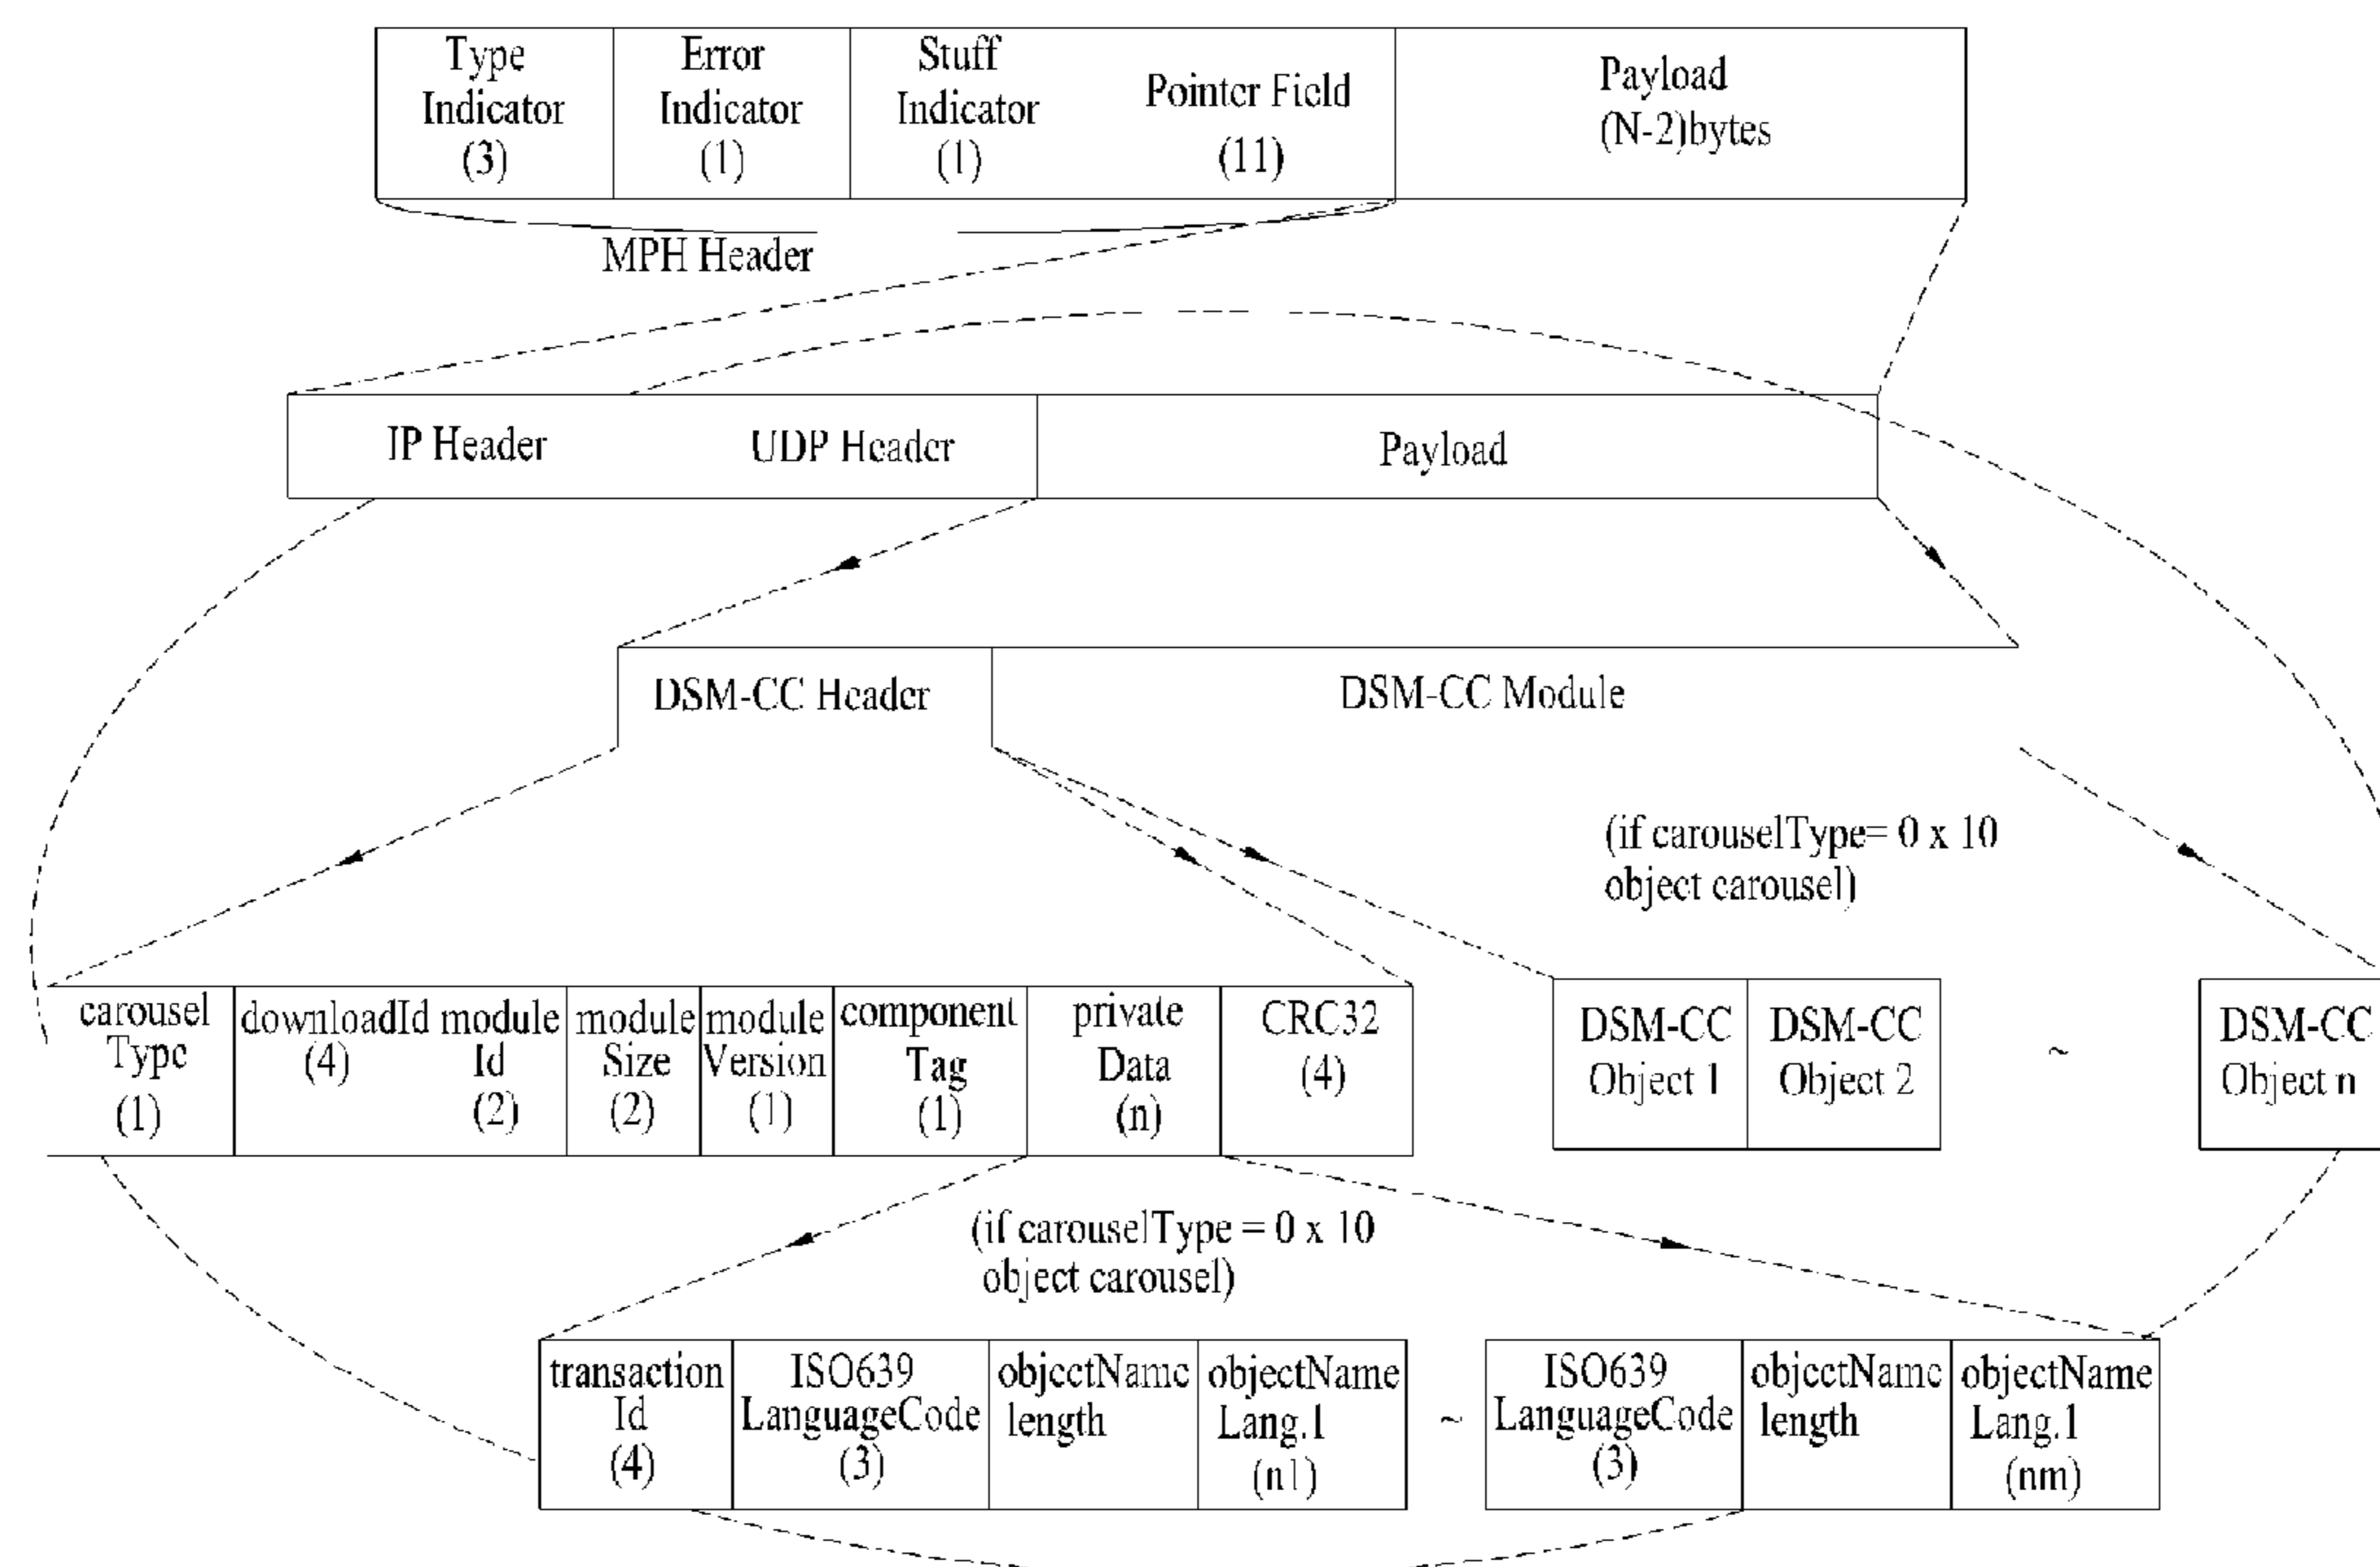 Type
Indicator
(3)
Error
Indicator
(1)
Stuff
Indicator
(1)
Pointer Field
(11)
Payload
(N-2)bytes
MPH Header
IP Header
UDP Header
Payload
DSM-CC Header
DSM-CC Module
(if carouselType= 0 x 10
object carousel)
carousel
Type
(1)
downloadId
(4)
module
Id
(2)
module
Size
(2)
module
Version
(1)
component
Tag
(1)
private
Data
(n)
CRC32
(4)
DSM-CC
Object 1
DSM-CC
Object 2
~
DSM-CC
Object n
(if carouselType = 0 x 10
object carousel)
transaction
Id
(4)
ISO639
LanguageCode
(3)
objectName
length
objectName
Lang.1
(n1)
~
ISO639
LanguageCode
(3)
objectName
length
objectName
Lang.1
(nm)